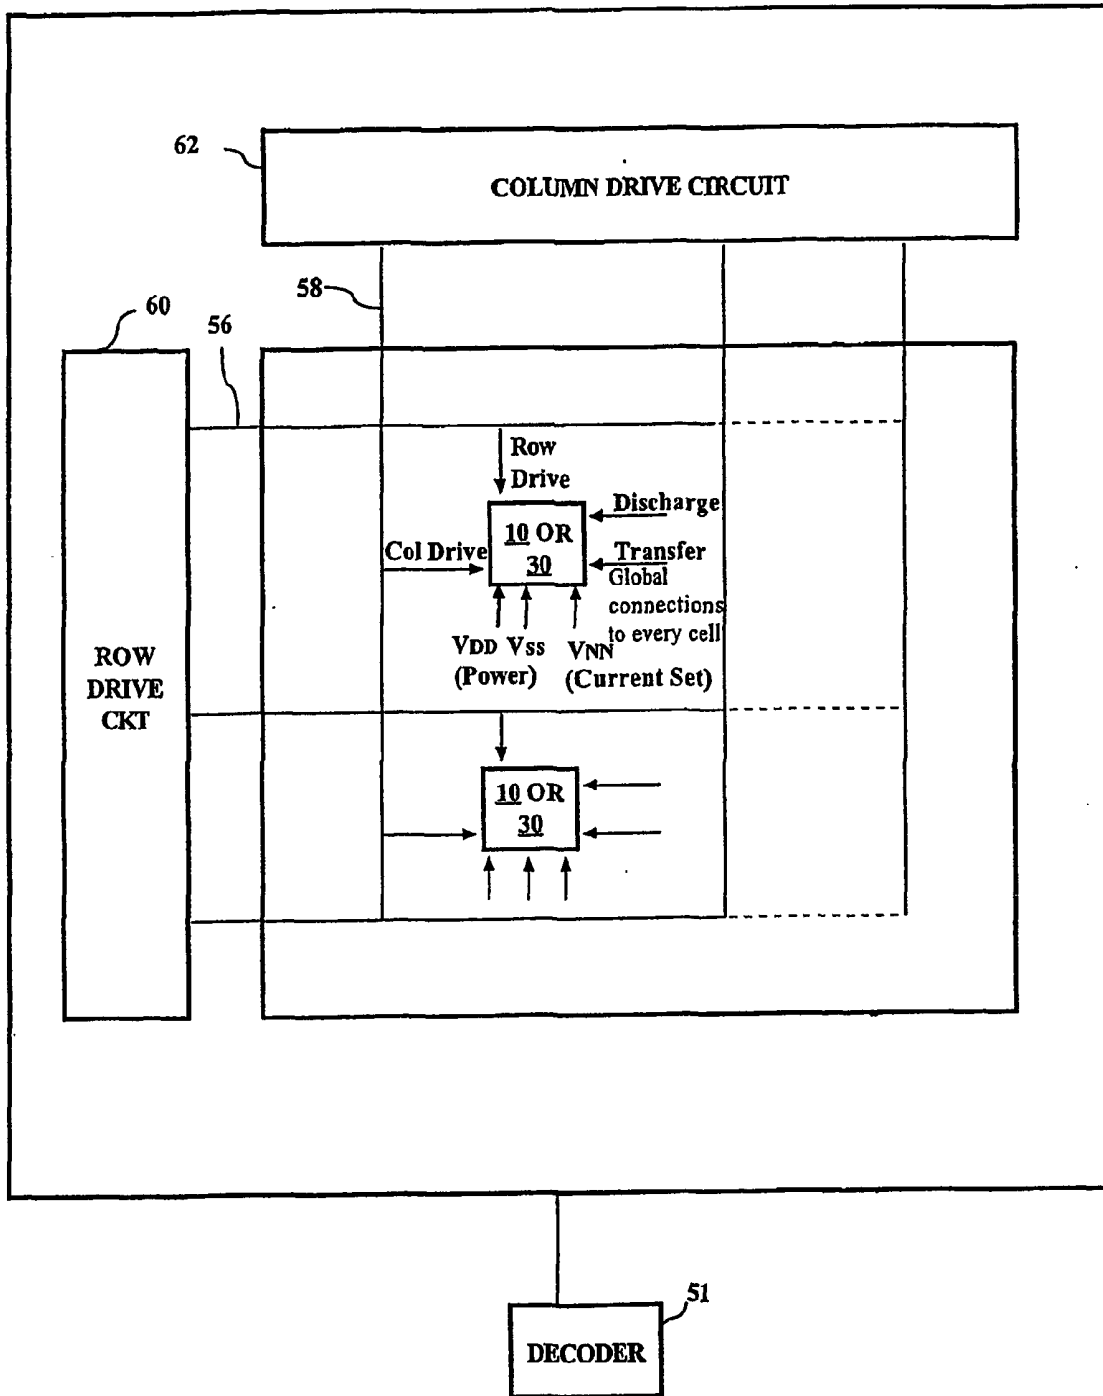 62
COLUMN DRIVE CIRCUIT
58
60
56
Row
Drive
Discharge
10 OR
30
Col Drive
Transfer
Global
connections
to every cell
VDD VSS VNN
(Power) (Current Set)
ROW
DRIVE
CKT
10 OR
30
51
DECODER